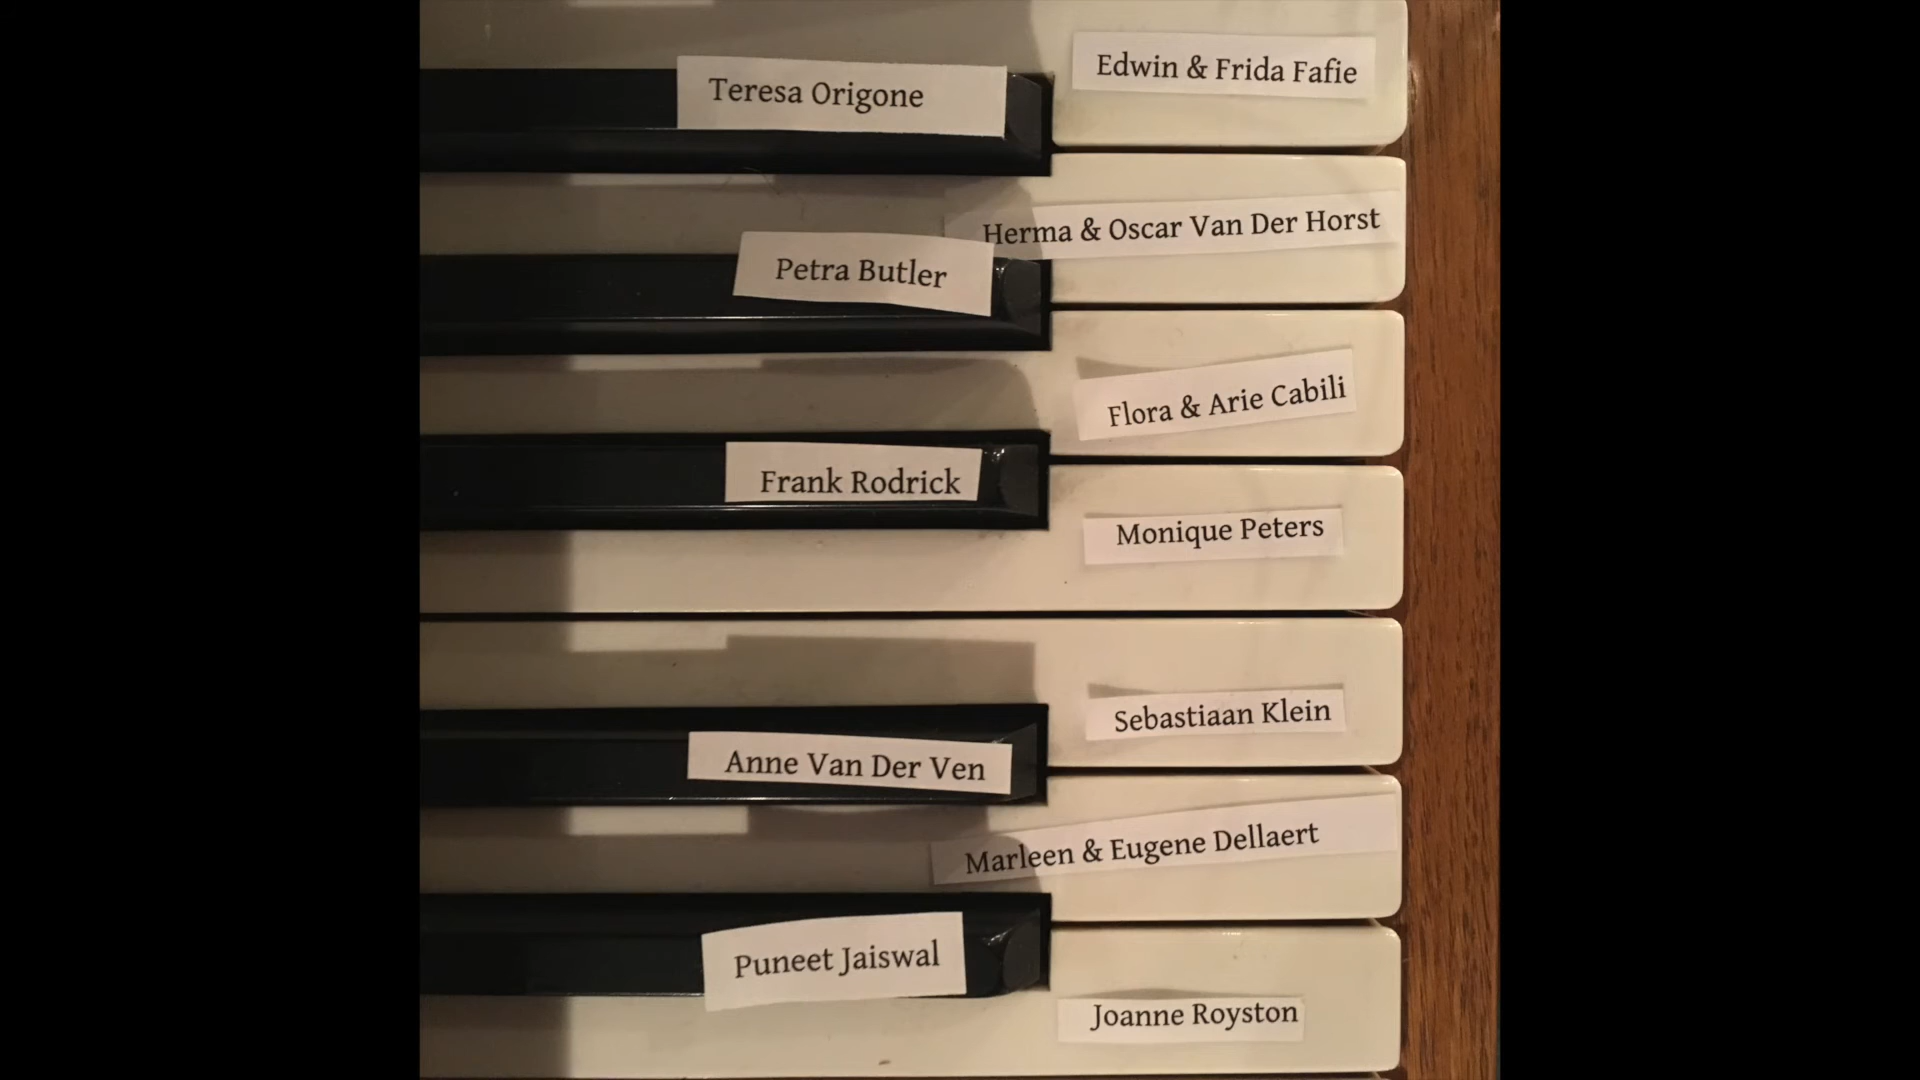 Edwin & Frida Fafie
Teresa Origone
Herma & Oscar Van Der Horst
Petra Butler
Flora & Arie Cabili
Frank Rodrick
Monique Peters
Sebastiaan Klein
Anne Van Der Ven
Marleen & Eugene Dellaert
Puneet Jaiswal
Joanne Royston